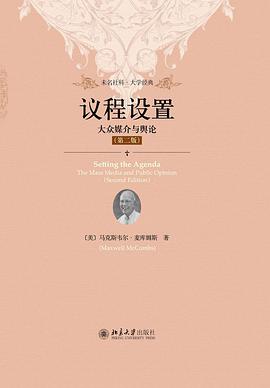 未名社科·大学经典
议程设置
大众媒介与舆论
(第二版)
Setting the Agenda
The Mass Media and Public Opinion
(Second Edition)
〔美〕马克斯韦尔·麦库姆斯 著
(Maxwell McCombs)
北京大学出版社
PEKING UNIVERSITY PRESS